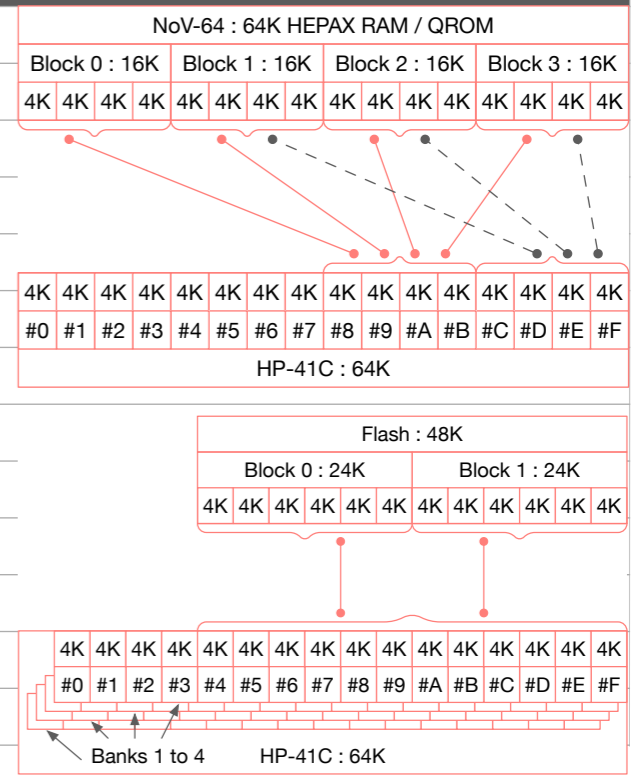 NoV-64 : 64K HEPAX RAM / QROM
Block 0 : 16K Block 1 : 16K Block 2 : 16K Block 3 : 16K
4K 4K 4K 4K 4K 4K 4K 4K 4K 4K 4K 4K 4K 4K 4K 4K
4K 4K 4K 4K 4K 4K 4K 4K 4K 4K 4K 4K 4K 4K 4K 4K
#0 #1 #2 #3 #4 #5 #6 #7 #8 #9 #A #B #C #D #E #F
HP-41C : 64K
Flash : 48K
Block 0 : 24K Block 1 : 24K
4K 4K 4K 4K 4K 4K 4K 4K 4K 4K 4K 4K
4K 4K 4K 4K 4K 4K 4K 4K 4K 4K 4K 4K 4K 4K 4K 4K
#0 #1 #2 #3 #4 #5 #6 #7 #8 #9 #A #B #C #D #E #F
Banks 1 to 4 HP-41C : 64K